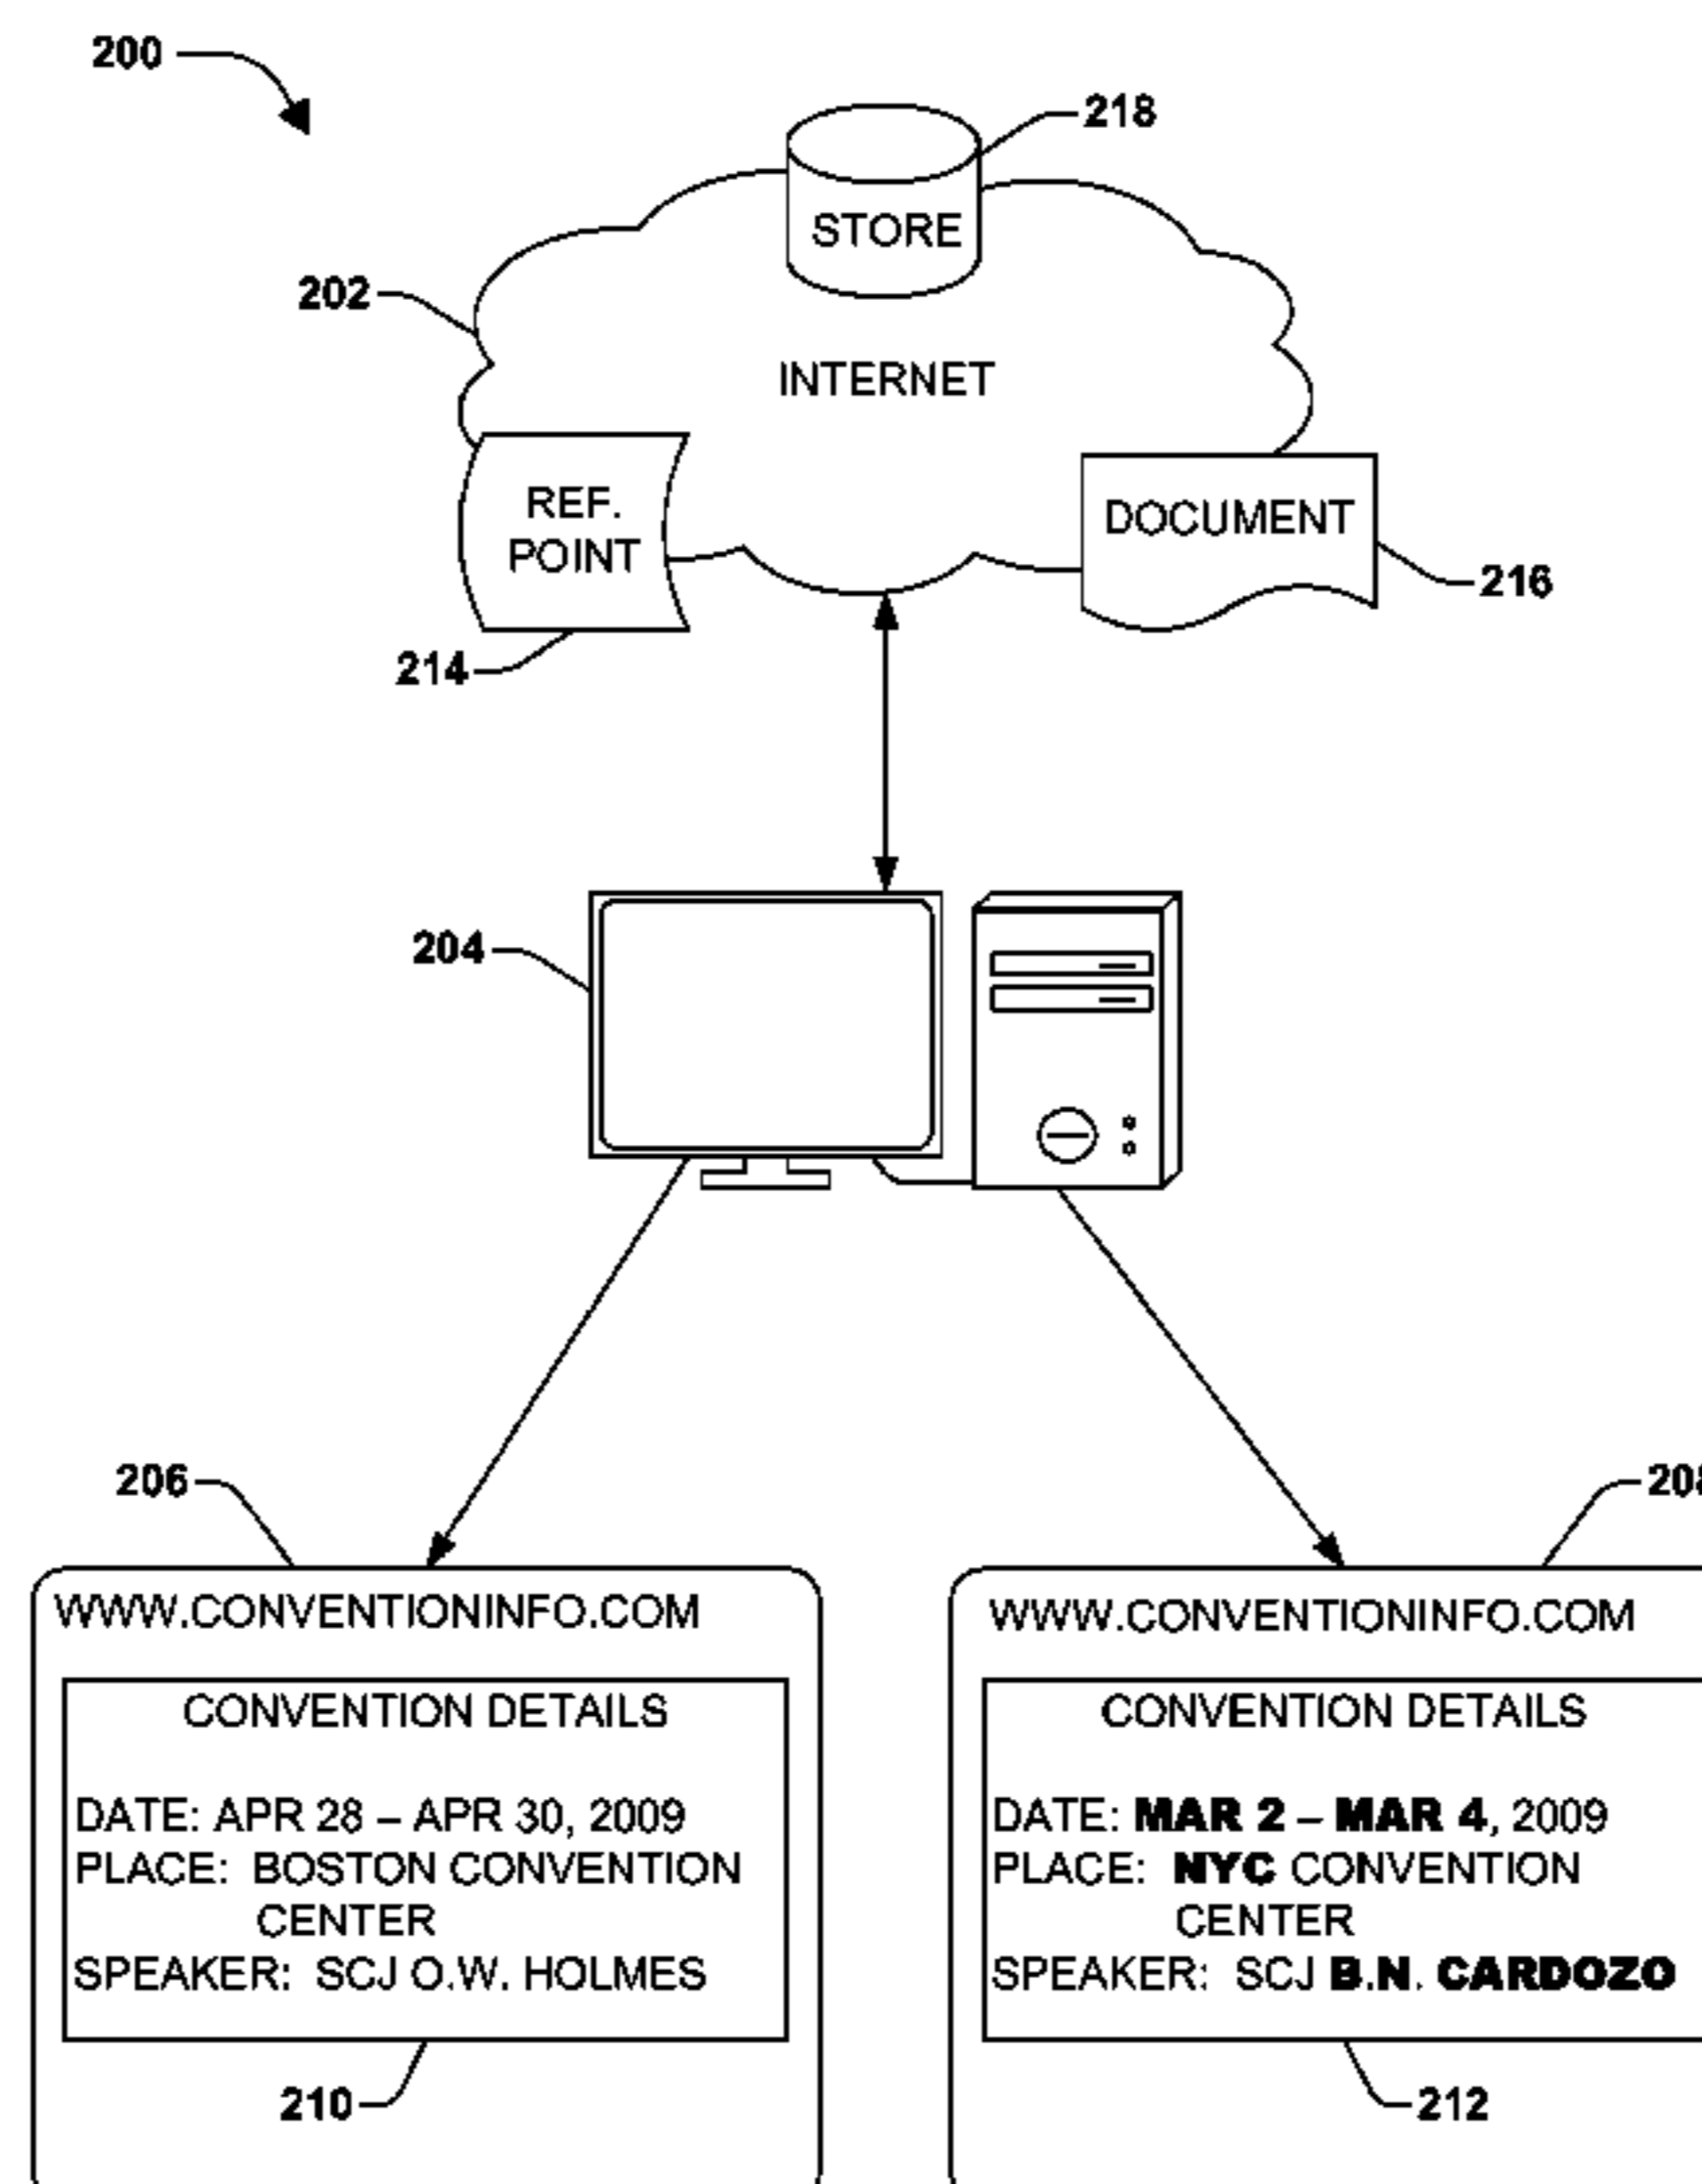 200
218
STORE
202
INTERNET
REF.
POINT
DOCUMENT
216
214
204
206
WWW.CONVENTIONINFO.COM
CONVENTION DETAILS
DATE: APR 28 – APR 30, 2009
PLACE: BOSTON CONVENTION
CENTER
SPEAKER: SCJ O.W. HOLMES
210
208
WWW.CONVENTIONINFO.COM
CONVENTION DETAILS
DATE: MAR 2 – MAR 4, 2009
PLACE: NYC CONVENTION
CENTER
SPEAKER: SCJ B.N. CARDOZO
212